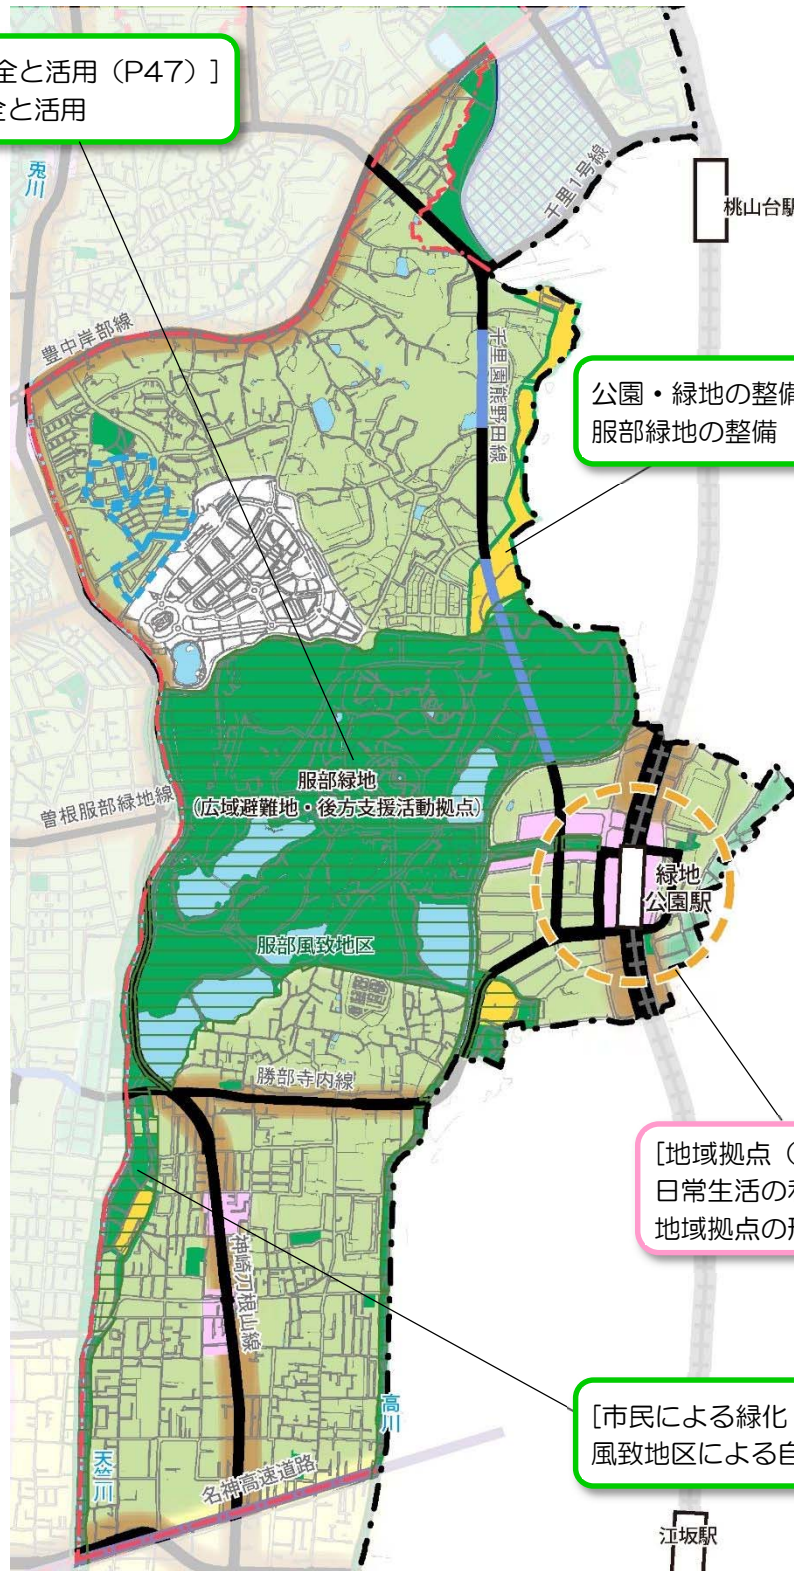 全と活用（P47）]
全と活用
兎川
千里1号線
桃山台駅
豊中岸部線
千里園熊野田線
公園・緑地の整備
服部緑地の整備
服部緑地
（広域避難地・後方支援活動拠点）
曽根服部緑地線
緑地
公園駅
服部風致地区
勝部寺内線
[地域拠点（
日常生活の利
地域拠点の形
神崎刀根山線
[市民による緑化
風致地区による自
高川
天竺川
名神高速道路
江坂駅